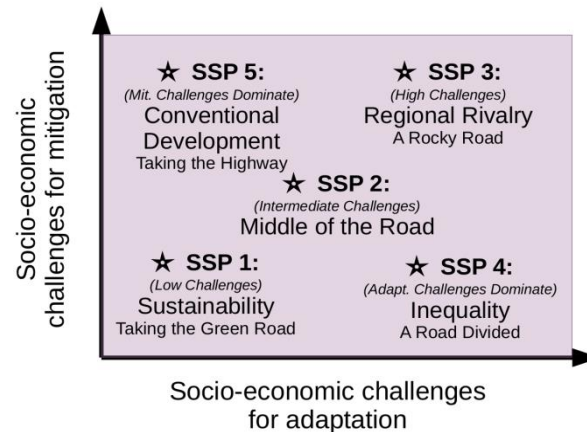 Socio-economic
challenges for mitigation
SSP 5:
(Mit. Challenges Dominate)
Conventional
Development
Taking the Highway
SSP 3:
(High Challenges)
Regional Rivalry
A Rocky Road
SSP 2:
(Intermediate Challenges)
Middle of the Road
SSP 1:
(Low Challenges)
Sustainability
Taking the Green Road
SSP 4:
(Adapt. Challenges Dominate)
Inequality
A Road Divided
Socio-economic challenges
for adaptation